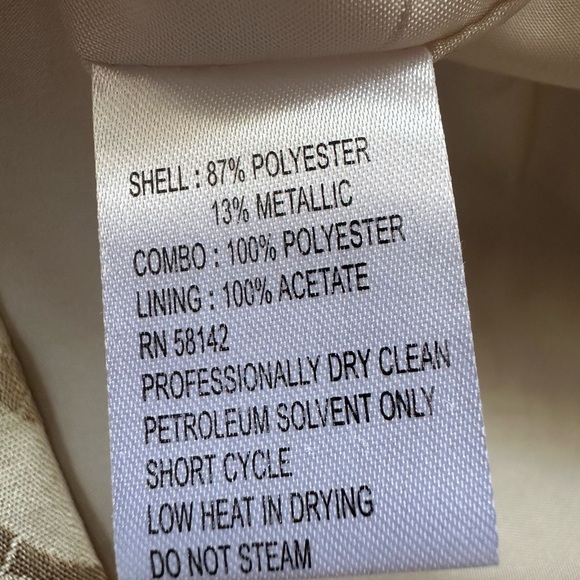 SHELL : 87% POLYESTER
13% METALLIC
COMBO : 100% POLYESTER
LINING : 100% ACETATE
RN 58142
PROFESSIONALLY DRY CLEAN
PETROLEUM SOLVENT ONLY
SHORT CYCLE
LOW HEAT IN DRYING
DO NOT STEAM